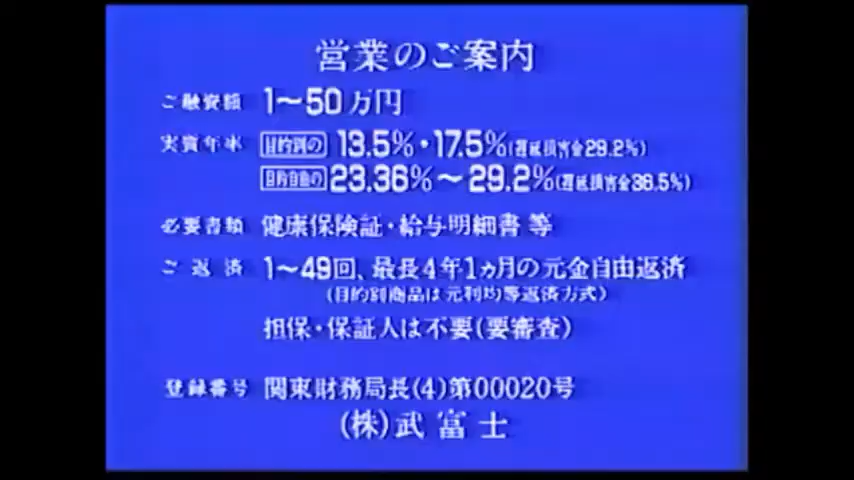 営業のご案内
ご融資額 1〜50万円
実質年率 目的別の 13.5%・17.5%(遅延損害金29.2%)
目的自由の 23.36%〜29.2%(遅延損害金36.5%)
必要書類 健康保険証・給与明細書 等
ご返済 1〜49回、最長4年1ヵ月の元金自由返済
(目的別商品は元利均等返済方式)
担保・保証人は不要(要審査)
登録番号 関東財務局長(4)第00020号
(株)武富士